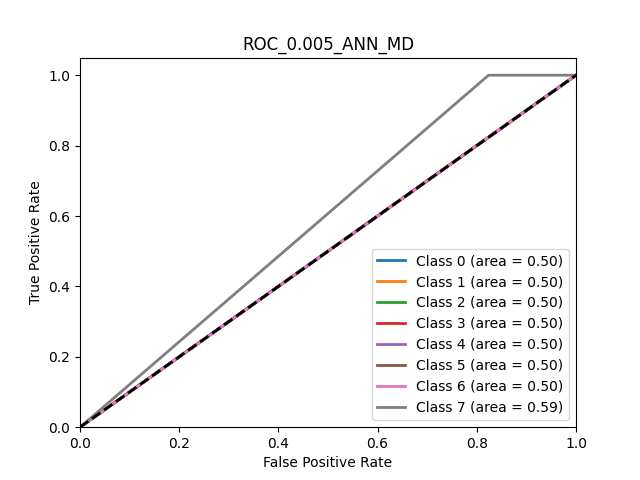 ROC_0.005_ANN_MD
True Positive Rate
1.0
0.8
0.6
0.4
0.2
0.0
Class 0 (area = 0.50)
Class 1 (area = 0.50)
Class 2 (area = 0.50)
Class 3 (area = 0.50)
Class 4 (area = 0.50)
Class 5 (area = 0.50)
Class 6 (area = 0.50)
Class 7 (area = 0.59)
0.0 0.2 0.4 0.6 0.8 1.0
False Positive Rate